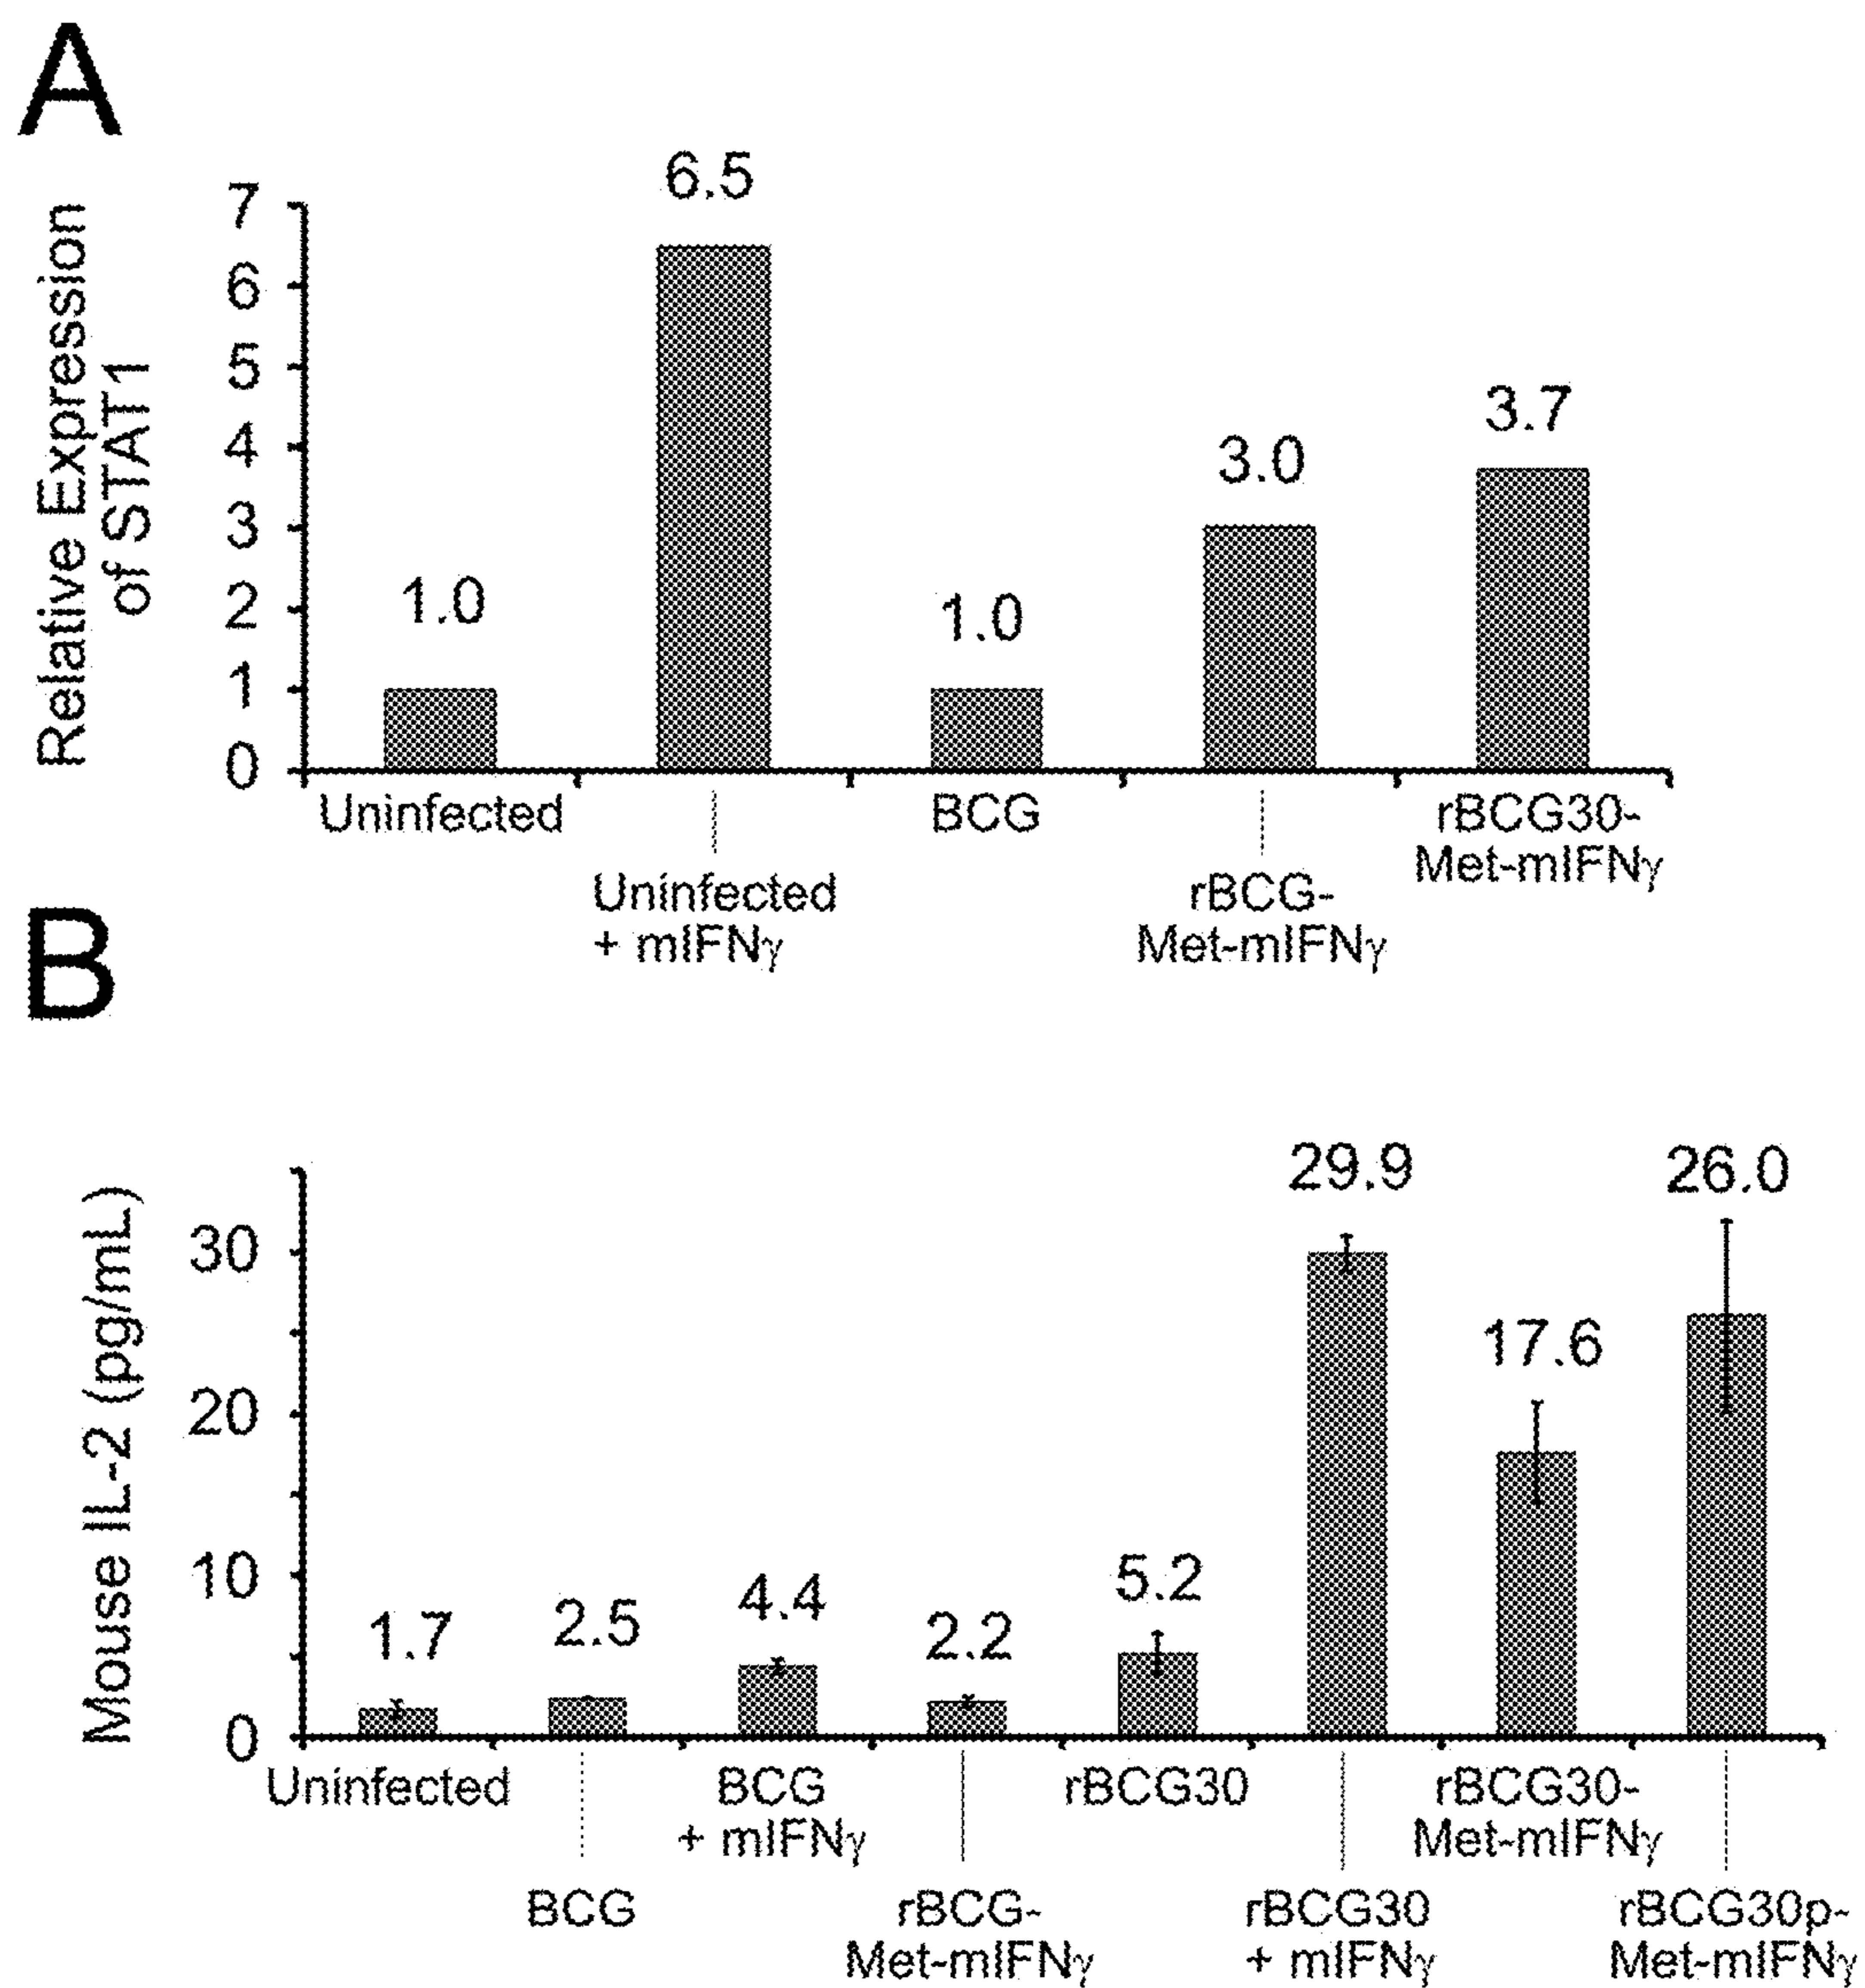 A
Relative Expression
of STAT1
7
6
5
4
3
2
1
0
1.0
6.5
1.0
3.0
3.7
Uninfected
Uninfected
+ mIFNγ
BCG
rBCG-
Met-mIFNγ
rBCG30-
Met-mIFNγ
B
Mouse IL-2 (pg/mL)
30
20
10
0
1.7
2.5
4.4
2.2
5.2
29.9
17.6
26.0
Uninfected
BCG
BCG
+ mIFNγ
rBCG-
Met-mIFNγ
rBCG30
rBCG30
+ mIFNγ
rBCG30-
Met-mIFNγ
rBCG30p-
Met-mIFNγ